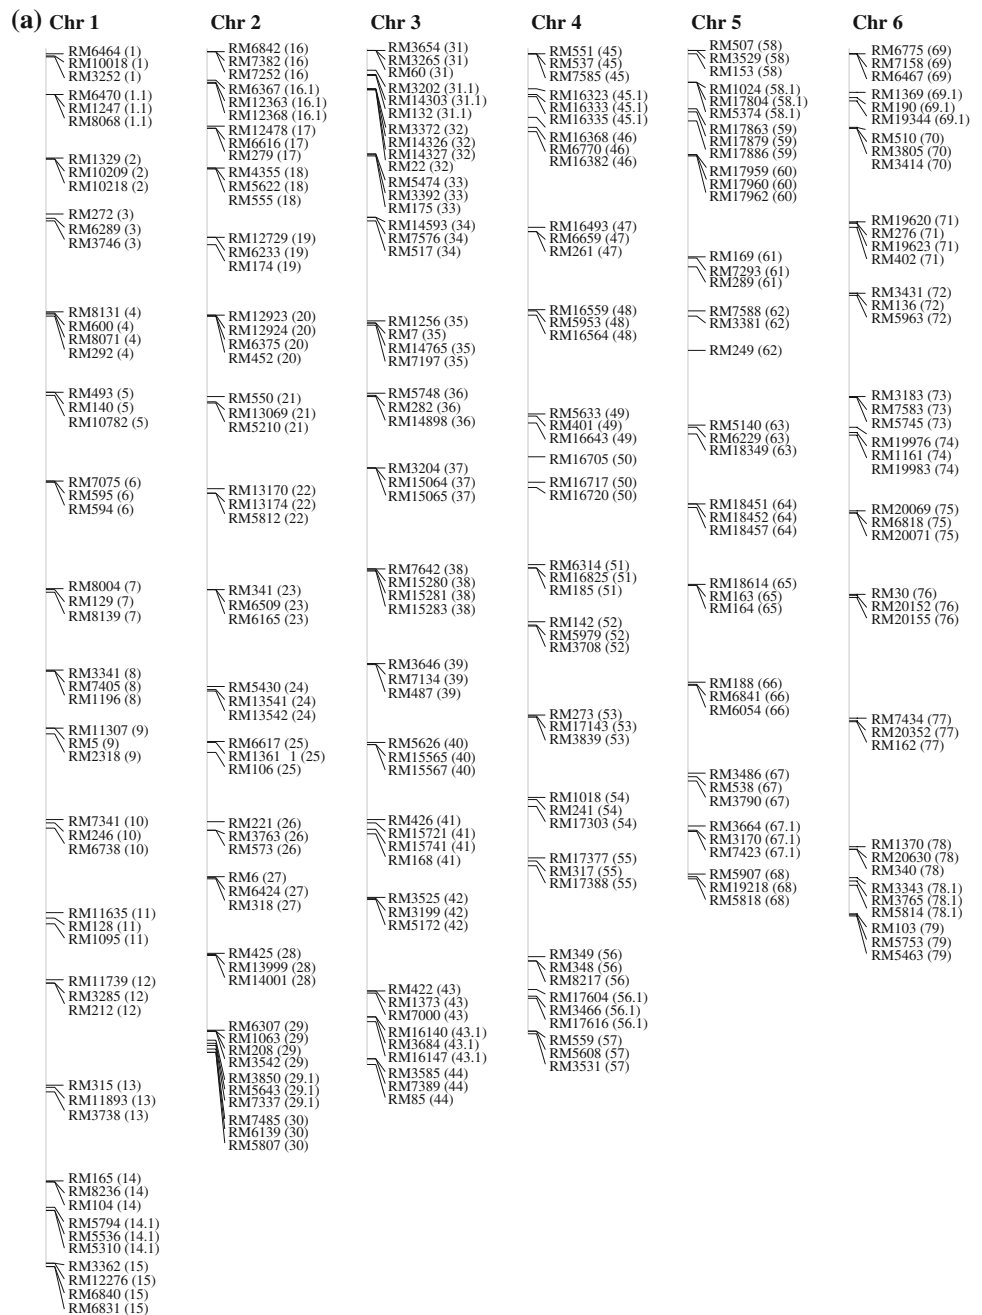 (a)
Chr 1
RM6464 (1)
RM10018 (1)
RM3252 (1)
RM6470 (1.1)
RM1247 (1.1)
RM8068 (1.1)
RM1329 (2)
RM10209 (2)
RM10218 (2)
RM272 (3)
RM6289 (3)
RM3746 (3)
RM8131 (4)
RM600 (4)
RM8071 (4)
RM292 (4)
RM493 (5)
RM140 (5)
RM10782 (5)
RM7075 (6)
RM595 (6)
RM594 (6)
RM8004 (7)
RM129 (7)
RM8139 (7)
RM3341 (8)
RM7405 (8)
RM1196 (8)
RM11307 (9)
RM5 (9)
RM2318 (9)
RM7341 (10)
RM246 (10)
RM6738 (10)
RM11635 (11)
RM128 (11)
RM1095 (11)
RM11739 (12)
RM3285 (12)
RM212 (12)
RM315 (13)
RM11893 (13)
RM3738 (13)
RM165 (14)
RM8236 (14)
RM104 (14)
RM5794 (14.1)
RM5536 (14.1)
RM5310 (14.1)
RM3362 (15)
RM12276 (15)
RM6840 (15)
RM6831 (15)
Chr 2
RM6842 (16)
RM7382 (16)
RM7252 (16)
RM6367 (16.1)
RM12363 (16.1)
RM12368 (16.1)
RM12478 (17)
RM6616 (17)
RM279 (17)
RM4355 (18)
RM5622 (18)
RM555 (18)
RM12729 (19)
RM6233 (19)
RM174 (19)
RM12923 (20)
RM12924 (20)
RM6375 (20)
RM452 (20)
RM550 (21)
RM13069 (21)
RM5210 (21)
RM13170 (22)
RM13174 (22)
RM5812 (22)
RM341 (23)
RM6509 (23)
RM6165 (23)
RM5430 (24)
RM13541 (24)
RM13542 (24)
RM6617 (25)
RM1361 1 (25)
RM106 (25)
RM221 (26)
RM3763 (26)
RM573 (26)
RM6 (27)
RM6424 (27)
RM318 (27)
RM425 (28)
RM13999 (28)
RM14001 (28)
RM6307 (29)
RM1063 (29)
RM208 (29)
RM3542 (29)
RM3850 (29.1)
RM5643 (29.1)
RM7337 (29.1)
RM7485 (30)
RM6139 (30)
RM5807 (30)
Chr 3
RM3654 (31)
RM3265 (31)
RM60 (31)
RM3202 (31.1)
RM14303 (31.1)
RM132 (31.1)
RM3372 (32)
RM14326 (32)
RM14327 (32)
RM22 (32)
RM5474 (33)
RM3392 (33)
RM175 (33)
RM14593 (34)
RM7576 (34)
RM517 (34)
RM1256 (35)
RM7 (35)
RM14765 (35)
RM7197 (35)
RM5748 (36)
RM282 (36)
RM14898 (36)
RM3204 (37)
RM15064 (37)
RM15065 (37)
RM7642 (38)
RM15280 (38)
RM15281 (38)
RM15283 (38)
RM3646 (39)
RM7134 (39)
RM487 (39)
RM5626 (40)
RM15565 (40)
RM15567 (40)
RM426 (41)
RM15721 (41)
RM15741 (41)
RM168 (41)
RM3525 (42)
RM3199 (42)
RM5172 (42)
RM422 (43)
RM1373 (43)
RM7000 (43)
RM16140 (43.1)
RM3684 (43.1)
RM16147 (43.1)
RM3585 (44)
RM7389 (44)
RM85 (44)
Chr 4
RM551 (45)
RM537 (45)
RM7585 (45)
RM16323 (45.1)
RM16333 (45.1)
RM16335 (45.1)
RM16368 (46)
RM6770 (46)
RM16382 (46)
RM16493 (47)
RM6659 (47)
RM261 (47)
RM16559 (48)
RM5953 (48)
RM16564 (48)
RM5633 (49)
RM401 (49)
RM16643 (49)
RM16705 (50)
RM16717 (50)
RM16720 (50)
RM6314 (51)
RM16825 (51)
RM185 (51)
RM142 (52)
RM5979 (52)
RM3708 (52)
RM273 (53)
RM17143 (53)
RM3839 (53)
RM1018 (54)
RM241 (54)
RM17303 (54)
RM17377 (55)
RM317 (55)
RM17388 (55)
RM349 (56)
RM348 (56)
RM8217 (56)
RM17604 (56.1)
RM3466 (56.1)
RM17616 (56.1)
RM559 (57)
RM5608 (57)
RM3531 (57)
Chr 5
RM507 (58)
RM3529 (58)
RM153 (58)
RM1024 (58.1)
RM17804 (58.1)
RM5374 (58.1)
RM17863 (59)
RM17879 (59)
RM17886 (59)
RM17959 (60)
RM17960 (60)
RM17962 (60)
RM169 (61)
RM7293 (61)
RM289 (61)
RM7588 (62)
RM3381 (62)
RM249 (62)
RM5140 (63)
RM6229 (63)
RM18349 (63)
RM18451 (64)
RM18452 (64)
RM18457 (64)
RM18614 (65)
RM163 (65)
RM164 (65)
RM188 (66)
RM6841 (66)
RM6054 (66)
RM3486 (67)
RM538 (67)
RM3790 (67)
RM3664 (67.1)
RM3170 (67.1)
RM7423 (67.1)
RM5907 (68)
RM19218 (68)
RM5818 (68)
Chr 6
RM6775 (69)
RM7158 (69)
RM6467 (69)
RM1369 (69.1)
RM190 (69.1)
RM19344 (69.1)
RM510 (70)
RM3805 (70)
RM3414 (70)
RM19620 (71)
RM276 (71)
RM19623 (71)
RM402 (71)
RM3431 (72)
RM136 (72)
RM5963 (72)
RM3183 (73)
RM7583 (73)
RM5745 (73)
RM19976 (74)
RM1161 (74)
RM19983 (74)
RM20069 (75)
RM6818 (75)
RM20071 (75)
RM30 (76)
RM20152 (76)
RM20155 (76)
RM7434 (77)
RM20352 (77)
RM162 (77)
RM1370 (78)
RM20630 (78)
RM340 (78)
RM3343 (78.1)
RM3765 (78.1)
RM5814 (78.1)
RM103 (79)
RM5753 (79)
RM5463 (79)